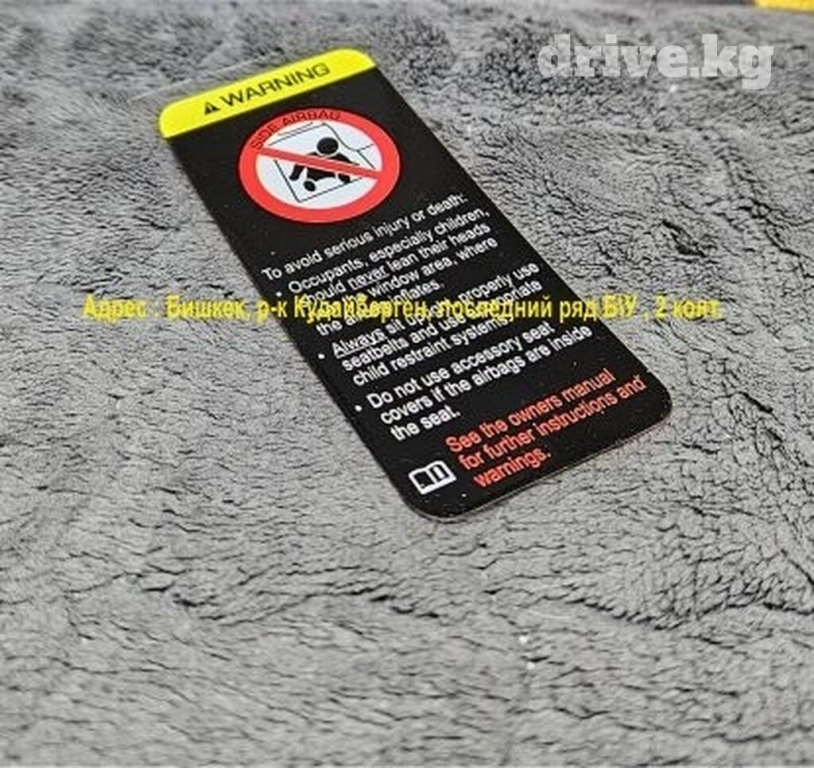 drive.kg
WARNING
SIDE AIRBAG
To avoid serious injury or death:
• Occupants, especially children,
should never lean their heads
the window area, where
the
• Always sit properly use
seatbelts and use
child restraint systems.
• Do not use accessory seat
covers if the airbags are inside
the seat.
See the owners manual
for further instructions and
warnings.
Адрес : Бишкек, р-к Кудайберген, последний ряд Б\У , 2 конт.